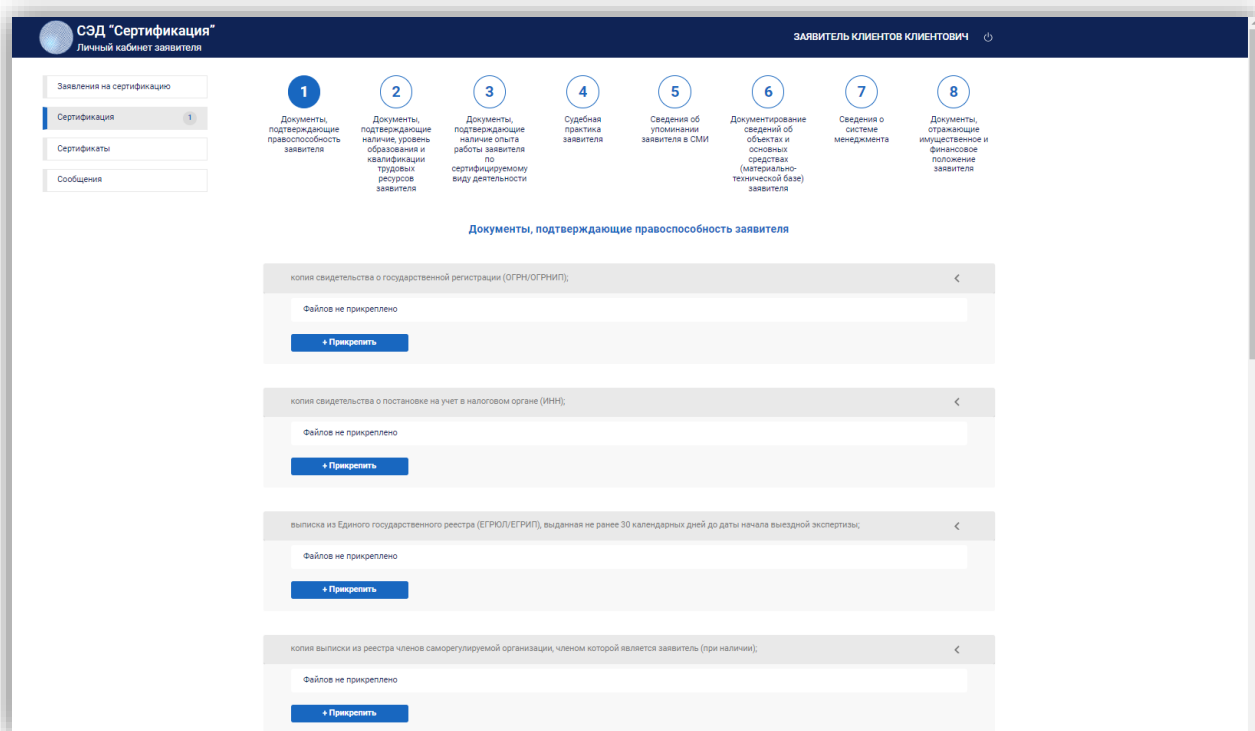 СЭД "Сертификация"
Личный кабинет заявителя
ЗАЯВИТЕЛЬ КЛИЕНТОВ КЛИЕНТОВИЧ
Заявления на сертификацию
Сертификация 1
Сертификаты
Сообщения
1
Документы,
подтверждающие
правоспособность
заявителя
2
Документы,
подтверждающие
наличие, уровень
образования и
квалификации
трудовых
ресурсов
заявителя
3
Документы,
подтверждающие
наличие опыта
работы заявителя
по
сертифицируемому
виду деятельности
4
Судебная
практика
заявителя
5
Сведения об
упоминании
заявителя в СМИ
6
Документирование
сведений об
объектах и
основных
средствах
(материально-
технической базе)
заявителя
7
Сведения о
системе
менеджмента
8
Документы,
отражающие
имущественное и
финансовое
положение
заявителя
Документы, подтверждающие правоспособность заявителя
копия свидетельства о государственной регистрации (ОГРН/ОГРНИП);
Файлов не прикреплено
+ Прикрепить
копия свидетельства о постановке на учет в налоговом органе (ИНН);
Файлов не прикреплено
+ Прикрепить
выписка из Единого государственного реестра (ЕГРЮЛ/ЕГРИП), выданная не ранее 30 календарных дней до даты начала выездной экспертизы;
Файлов не прикреплено
+ Прикрепить
копия выписки из реестра членов саморегулируемой организации, членом которой является заявитель (при наличии);
Файлов не прикреплено
+ Прикрепить